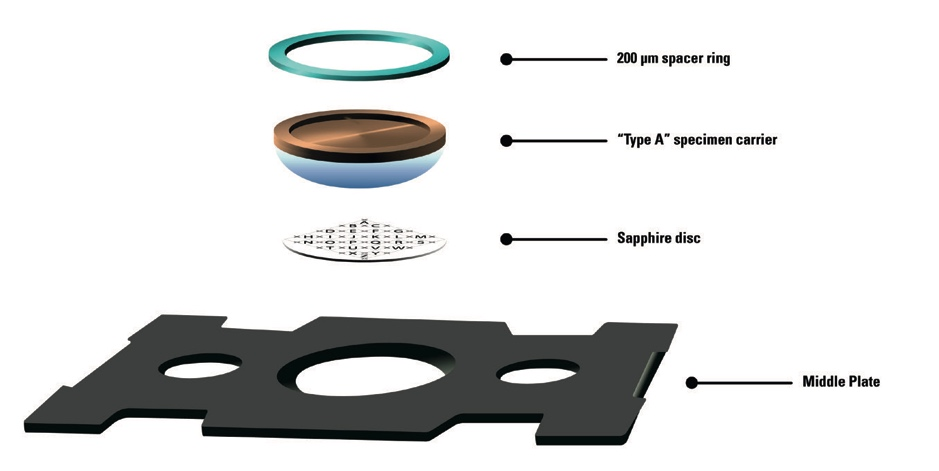 200 µm spacer ring
“Type A” specimen carrier
A
B C
D E F G
H I J K L M
N O P Q R S
T U V W
X Y
Z
Sapphire disc
Middle Plate